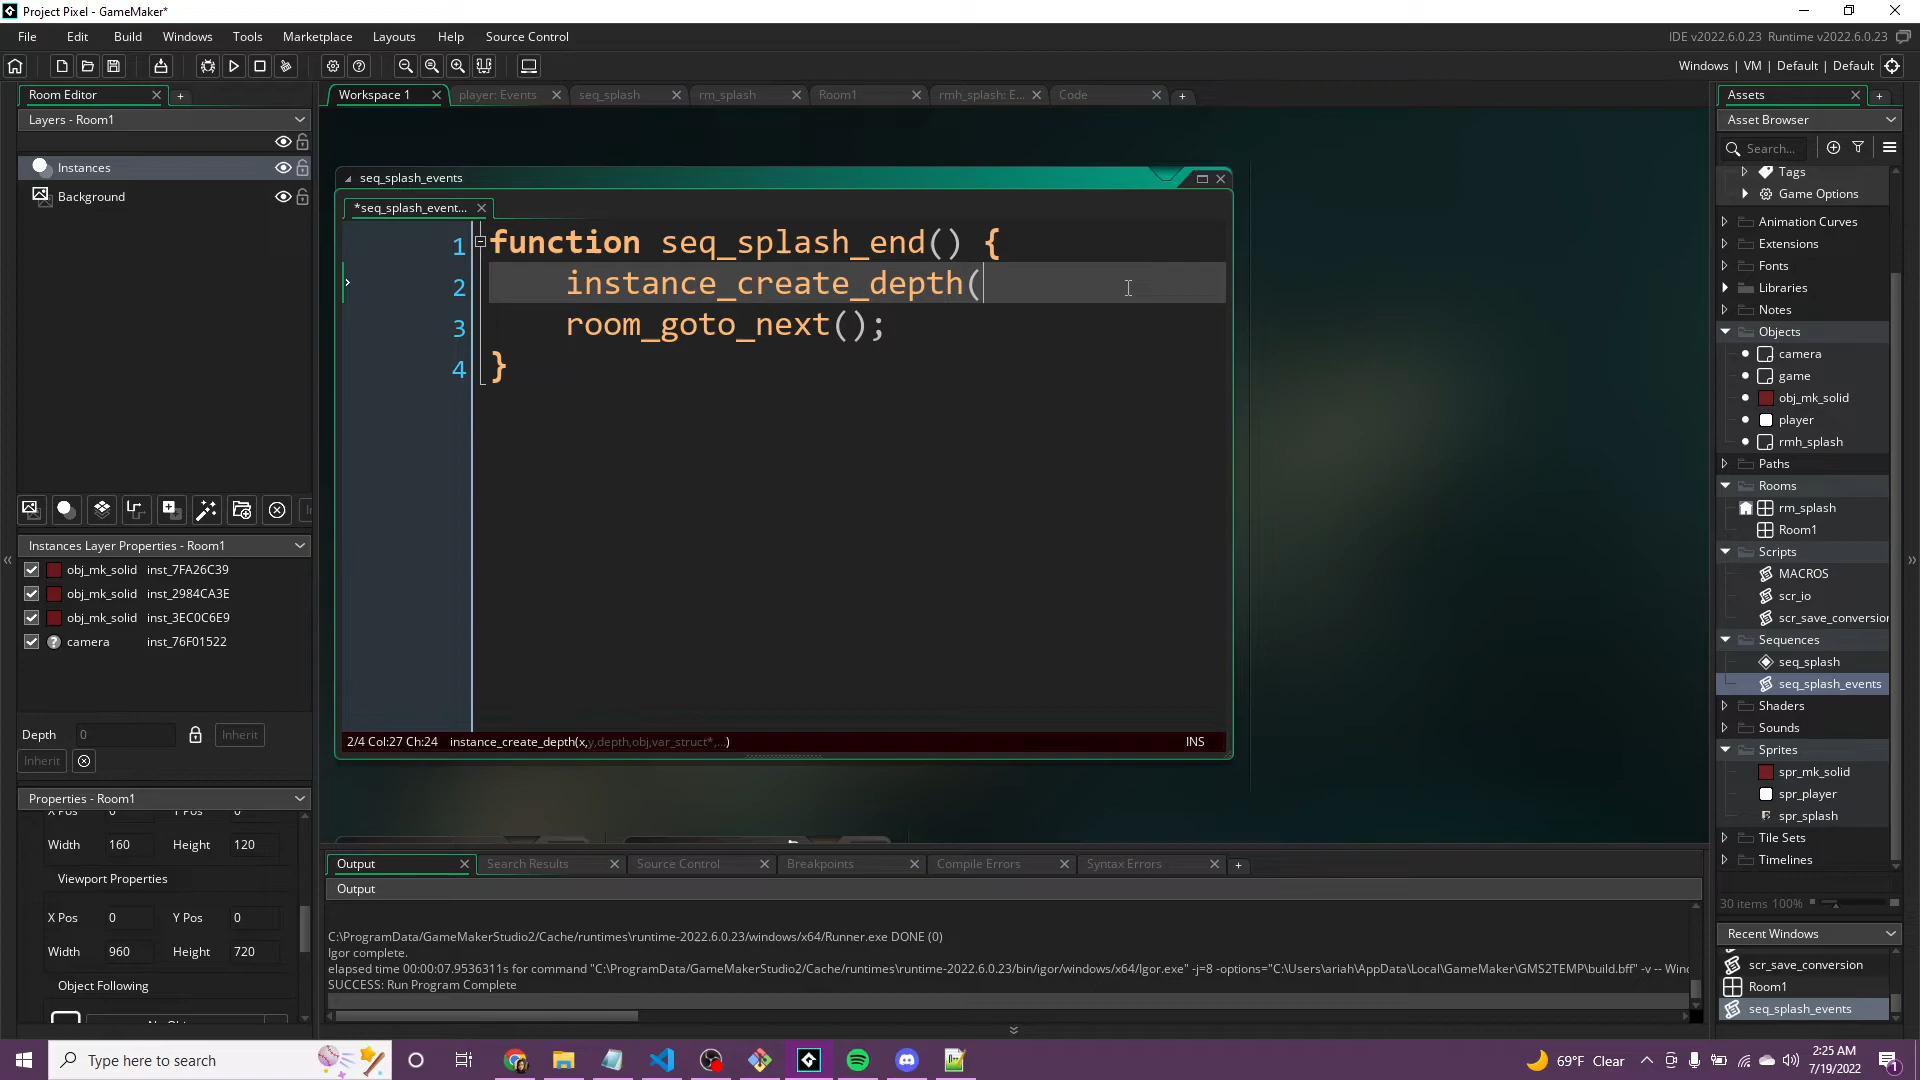 Project Pixel - GameMaker*
File Edit Build Windows Tools Marketplace Layouts Help Source Control
IDE v2022.6.0.23 Runtime v2022.6.0.23
Windows | VM | Default | Default
Room Editor
Layers - Room1
Instances
Background
Instances Layer Properties - Room1
obj_mk_solid inst_7FA26C39
obj_mk_solid inst_2984CA3E
obj_mk_solid inst_3EC0C6E9
camera inst_76F01522
Depth 0 Inherit
Inherit
Properties - Room1
Width 160 Height 120
Viewport Properties
X Pos 0 Y Pos 0
Width 960 Height 720
Object Following
Workspace 1 player: Events seq_splash rm_splash Room1 rmh_splash: E... Code
seq_splash_events
*seq_splash_event...
1 function seq_splash_end() {
2 instance_create_depth(
3 room_goto_next();
4 }
2/4 Col:27 Ch:24 instance_create_depth(x,y,depth,obj,var_struct*,...) INS
Output Search Results Source Control Breakpoints Compile Errors Syntax Errors
Output
C:\ProgramData/GameMakerStudio2/Cache/runtimes\runtime-2022.6.0.23/windows/x64/Runner.exe DONE (0)
Igor complete.
elapsed time 00:00:07.9536311s for command "C:\ProgramData/GameMakerStudio2/Cache/runtimes\runtime-2022.6.0.23/bin/igor/windows/x64/Igor.exe" -j=8 -options="C:\Users\ariah\AppData\Local\GameMaker\GMS2TEMP\build.bff" -v -- Winc
SUCCESS: Run Program Complete
Assets
Asset Browser
Search...
Tags
Game Options
Animation Curves
Extensions
Fonts
Libraries
Notes
Objects
camera
game
obj_mk_solid
player
rmh_splash
Paths
Rooms
rm_splash
Room1
Scripts
MACROS
scr_io
scr_save_conversion
Sequences
seq_splash
seq_splash_events
Shaders
Sounds
Sprites
spr_mk_solid
spr_player
spr_splash
Tile Sets
Timelines
30 items 100%
Recent Windows
scr_save_conversion
Room1
seq_splash_events
Type here to search
69°F Clear
2:25 AM
7/19/2022
1